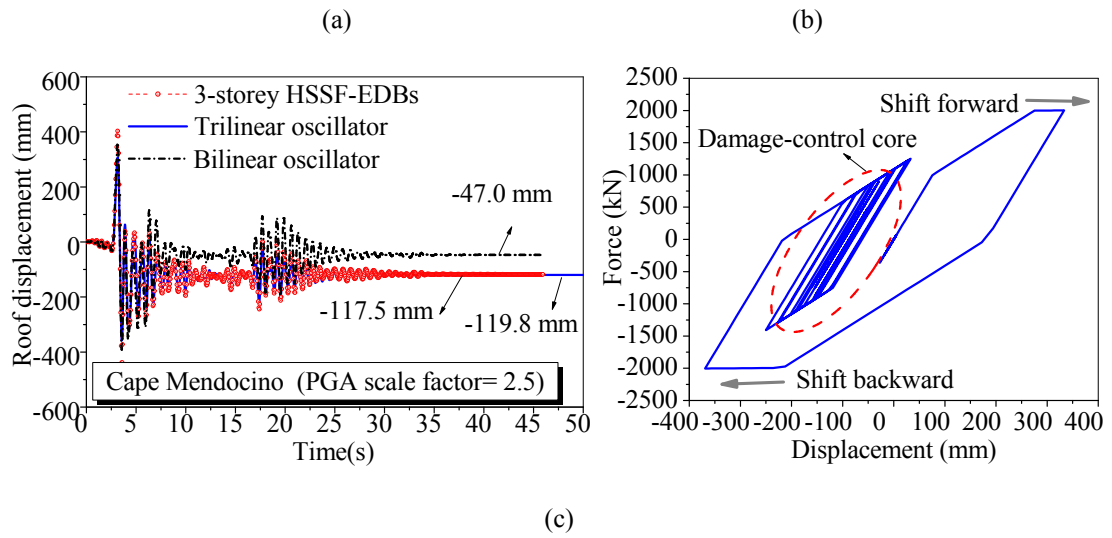 (a)
(b)
600
400
200
0
-200
-400
-600
Roof displacement (mm)
3-storey HSSF-EDBs
Trilinear oscillator
Bilinear oscillator
-47.0 mm
-117.5 mm
-119.8 mm
Cape Mendocino (PGA scale factor= 2.5)
0 5 10 15 20 25 30 35 40 45 50
Time(s)
2500
2000
1500
1000
500
0
-500
-1000
-1500
-2000
2500
Force (kN)
Shift forward
Damage-control core
Shift backward
-400 -300 -200 -100 0 100 200 300 400
Displacement (mm)
(c)